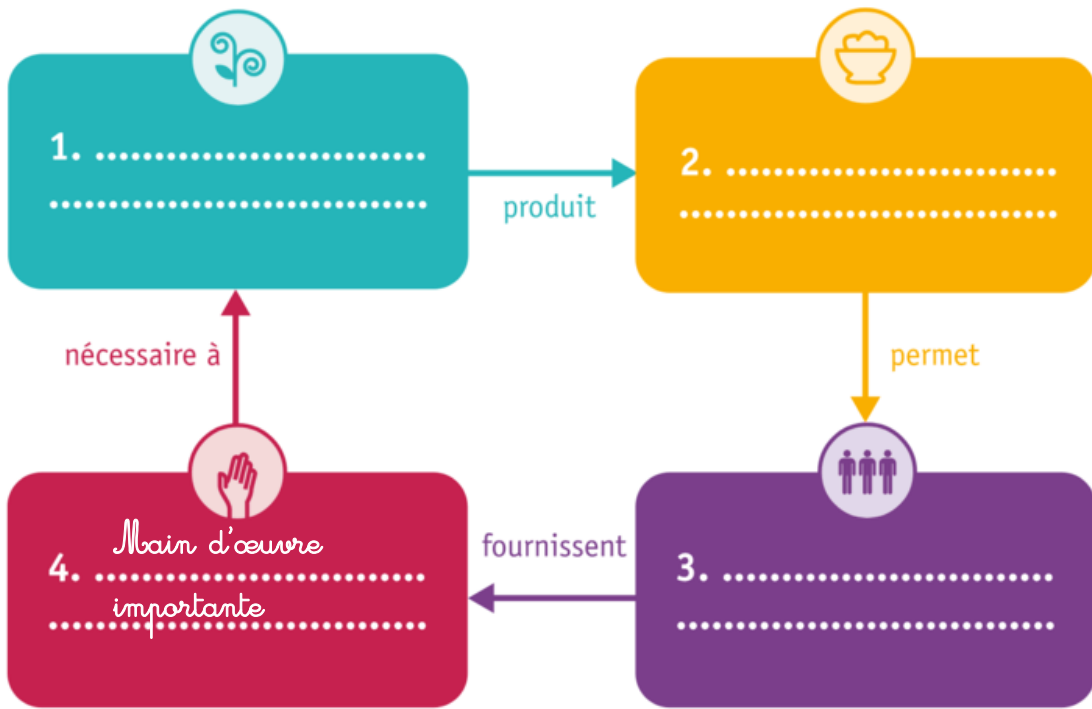 1. ..............................
..............................
produit
2. ..............................
..............................
nécessaire à
permet
4. Main d'œuvre
importante
fournissent
3. ..............................
..............................